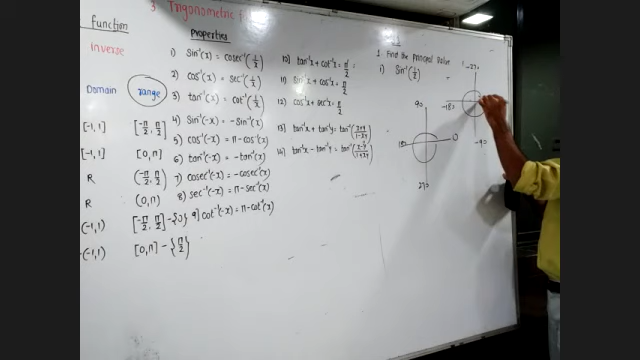 3 Trigonometric f
function
Inverse
Domain range
[-1, 1] [-π/2, π/2]
[-1, 1] [0, π]
R (-π/2, π/2)
R (0, π)
(-1, 1) [-π/2, π/2] - {0}
(-1, 1) [0, π] - {π/2}
properties
1) sin⁻¹(x) = cosec⁻¹(1/x)
2) cos⁻¹(x) = sec⁻¹(1/x)
3) tan⁻¹(x) = cot⁻¹(1/x)
4) sin⁻¹(-x) = -sin⁻¹(x)
5) cos⁻¹(-x) = π - cos⁻¹(x)
6) tan⁻¹(-x) = -tan⁻¹(x)
7) cosec⁻¹(-x) = -cosec⁻¹(x)
8) sec⁻¹(-x) = π - sec⁻¹(x)
9] cot⁻¹(-x) = π - cot⁻¹(x)
10) tan⁻¹x + cot⁻¹x = π/2
11) sin⁻¹x + cos⁻¹x = π/2
12) cos⁻¹x + sec⁻¹x = π/2
13) tan⁻¹x + tan⁻¹y = tan⁻¹(x+y/1-xy)
14) tan⁻¹x - tan⁻¹y = tan⁻¹(x-y/1+xy)
1 Find the principal value
1) sin⁻¹(1/2) =
90
180 0
270
-270
-180
-90